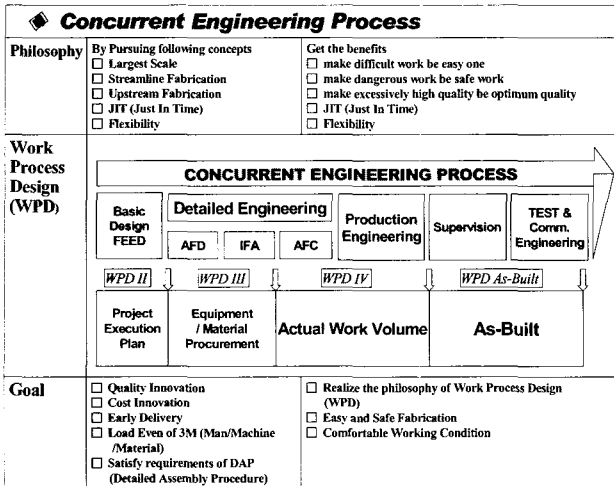 Concurrent Engineering Process
Philosophy
By Pursuing following concepts
Largest Scale
Streamline Fabrication
Upstream Fabrication
JIT (Just In Time)
Flexibility
Get the benefits
make difficult work be easy one
make dangerous work be safe work
make excessively high quality be optimum quality
JIT (Just In Time)
Flexibility
Work
Process
Design
(WPD)
CONCURRENT ENGINEERING PROCESS
Basic
Design
FEED
Detailed Engineering
AFD
IFA
AFC
Production
Engineering
Supervision
TEST &
Comm.
Engineering
WPD II
WPD III
WPD IV
WPD As-Built
Project
Execution
Plan
Equipment
/ Material
Procurement
Actual Work Volume
As-Built
Goal
Quality Innovation
Cost Innovation
Early Delivery
Load Even of 3M (Man/Machine
/Material)
Satisfy requirements of DAP
(Detailed Assembly Procedure)
Realize the philosophy of Work Process Design
(WPD)
Easy and Safe Fabrication
Comfortable Working Condition